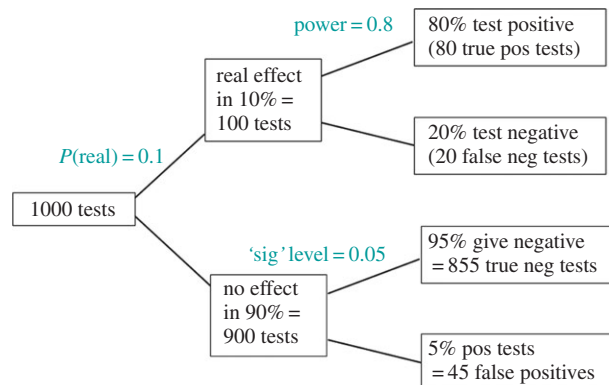 power = 0.8
80% test positive
(80 true pos tests)
real effect
in 10% =
100 tests
20% test negative
(20 false neg tests)
P(real) = 0.1
1000 tests
'sig' level = 0.05
95% give negative
= 855 true neg tests
no effect
in 90% =
900 tests
5% pos tests
= 45 false positives